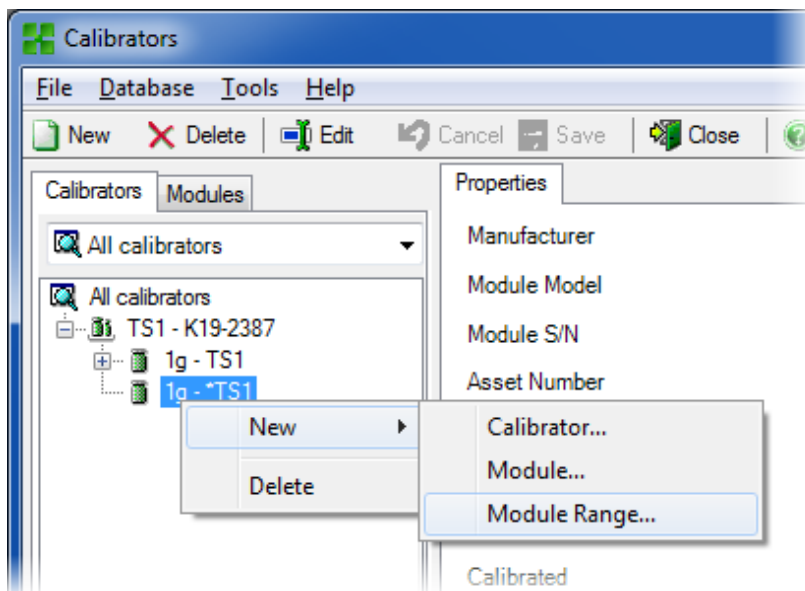 Calibrators
File Database Tools Help
New Delete Edit Cancel Save Close
Calibrators Modules
Properties
All calibrators
Manufacturer
All calibrators
Module Model
TS1 - K19-2387
Module S/N
1g - TS1
Asset Number
1g - *TS1
New
Calibrator...
Module...
Delete
Module Range...
Calibrated